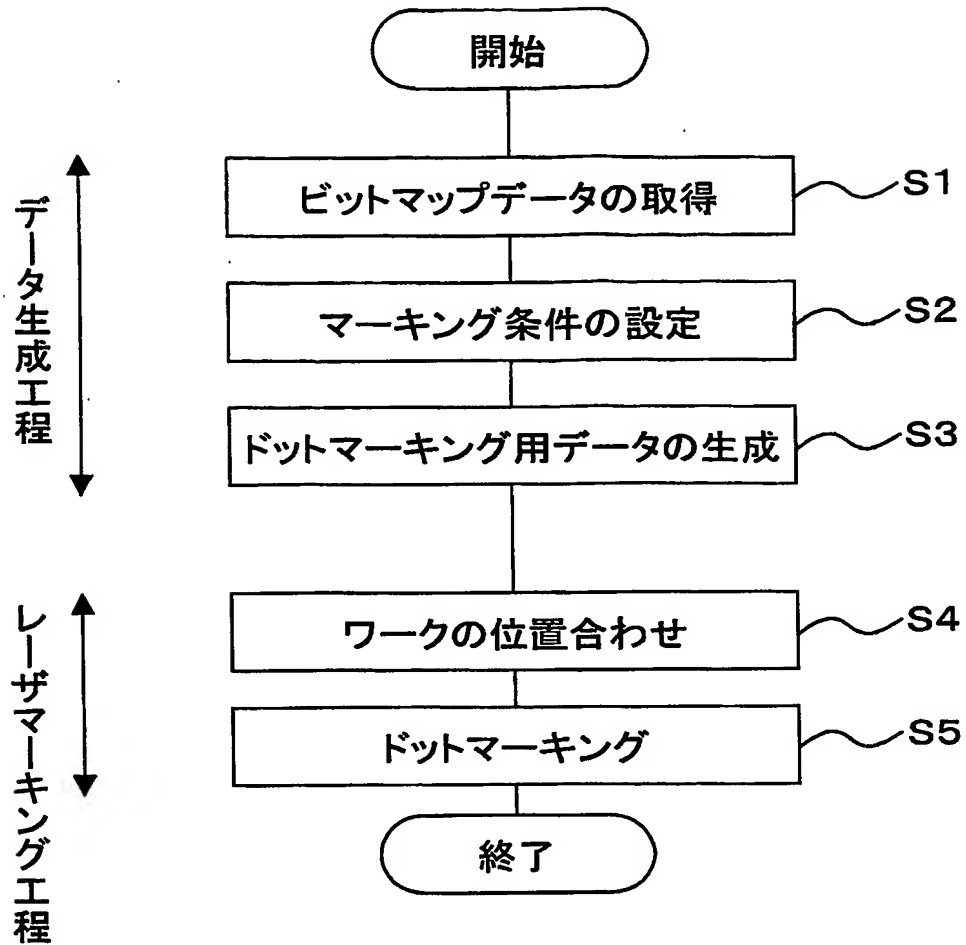 開始
データ生成工程
ビットマップデータの取得
S1
マーキング条件の設定
S2
ドットマーキング用データの生成
S3
レーザマーキング工程
ワークの位置合わせ
S4
ドットマーキング
S5
終了